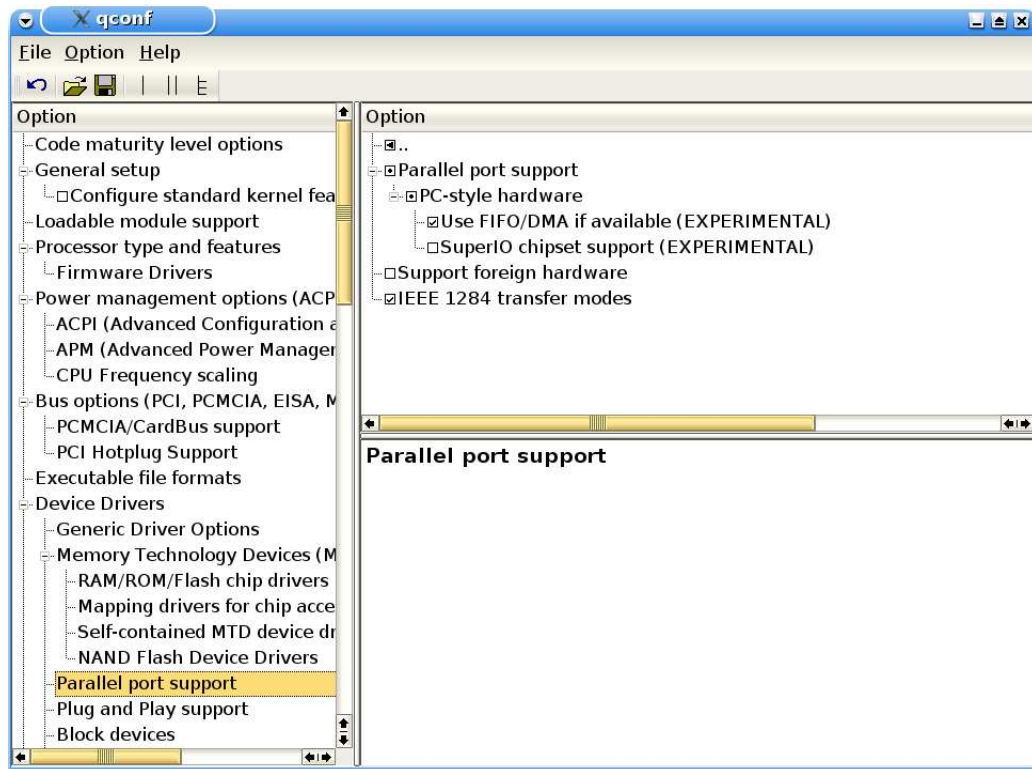 qconf
File Option Help
Option
Code maturity level options
General setup
Configure standard kernel fea
Loadable module support
Processor type and features
Firmware Drivers
Power management options (ACP
ACPI (Advanced Configuration a
APM (Advanced Power Manager
CPU Frequency scaling
Bus options (PCI, PCMCIA, EISA, M
PCMCIA/CardBus support
PCI Hotplug Support
Executable file formats
Device Drivers
Generic Driver Options
Memory Technology Devices (M
RAM/ROM/Flash chip drivers
Mapping drivers for chip acce
Self-contained MTD device dr
NAND Flash Device Drivers
Parallel port support
Plug and Play support
Block devices
Option
..
Parallel port support
PC-style hardware
Use FIFO/DMA if available (EXPERIMENTAL)
SuperIO chipset support (EXPERIMENTAL)
Support foreign hardware
IEEE 1284 transfer modes
Parallel port support